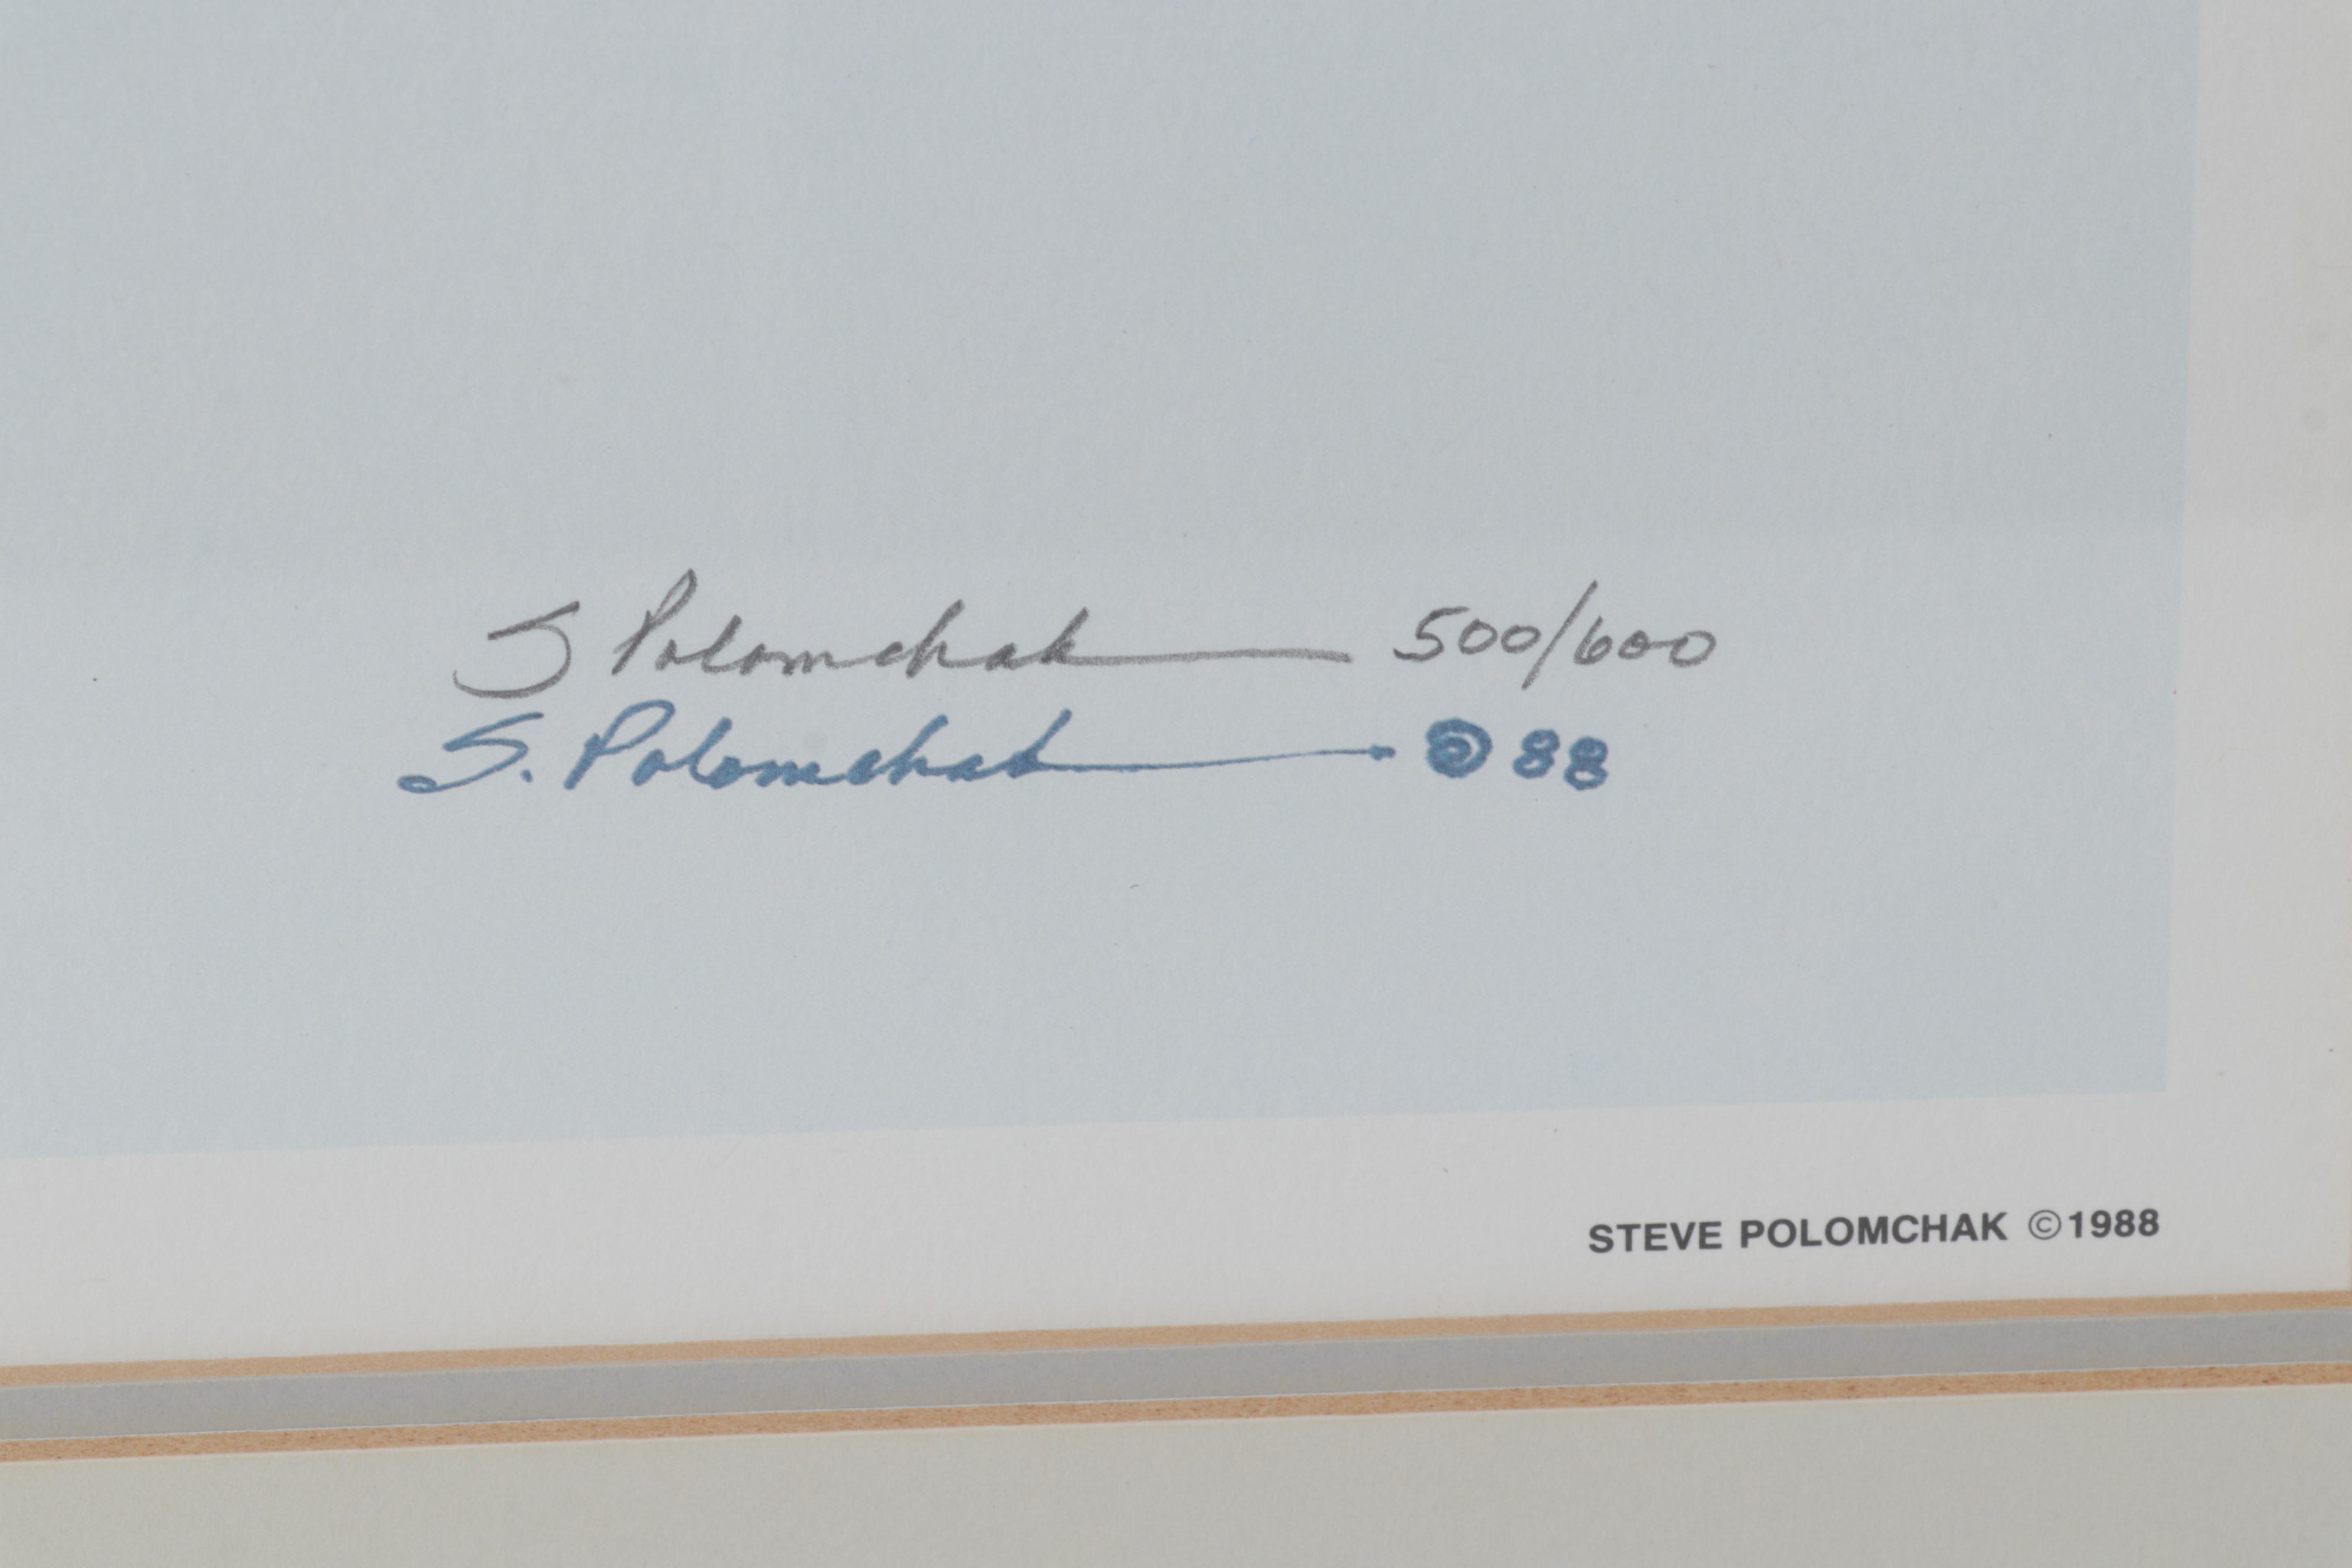 S Polomchak 500/600
S. Polomchak © 88
STEVE POLOMCHAK ©1988